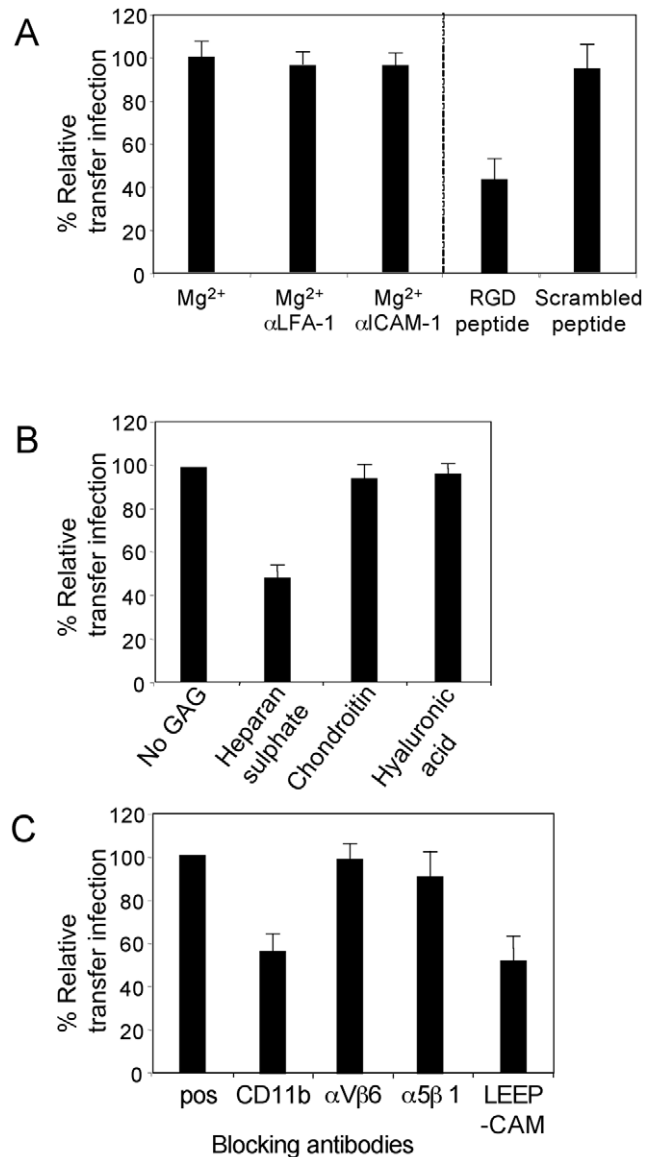 A
% Relative
transfer infection
120
100
80
60
40
20
0
Mg²⁺
Mg²⁺
αLFA-1
Mg²⁺
αICAM-1
RGD
peptide
Scrambled
peptide
B
% Relative
transfer infection
120
100
80
60
40
20
0
No GAG
Heparan
sulphate
Chondroitin
Hyaluronic
acid
C
% Relative
transfer infection
120
100
80
60
40
20
0
pos
CD11b
αVβ6
α5β 1
LEEP
-CAM
Blocking antibodies